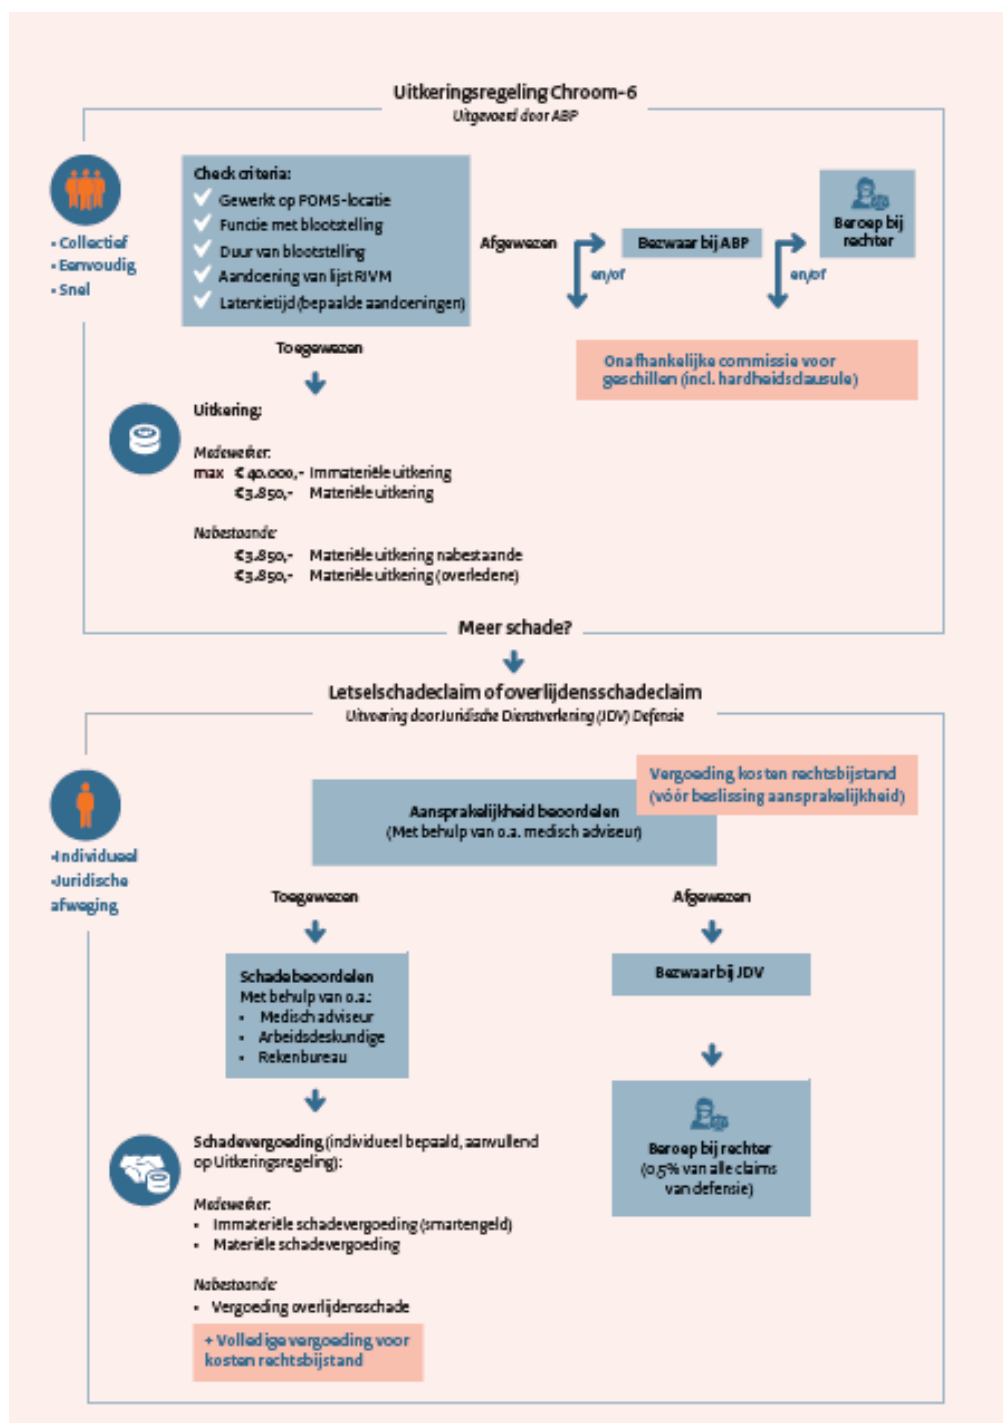 Uitkeringsregeling Chroom-6
Uitgevoerd door ABP
• Collectief
• Eenvoudig
• Snel
Check criteria:
Gewerkt op POMS-locatie
Functie met blootstelling
Duur van blootstelling
Aandoening van lijst RIVM
Latentietijd (bepaalde aandoeningen)
Afgewezen
en/of
Bezwaar bij ABP
en/of
Beroep bij
rechter
Onafhankelijke commissie voor
geschillen (incl. hardheidsclausule)
Toegewezen
Uitkering:
Medewerker:
max € 40.000,- Immateriële uitkering
€ 3.850,- Materiële uitkering
Nabestaande:
€ 3.850,- Materiële uitkering nabestaande
€ 3.850,- Materiële uitkering (overledene)
Meer schade?
Letselschadeclaim of overlijdensschadeclaim
Uitvoering door Juridische Dienstverlening (JDV) Defensie
•Individueel
•Juridische
afweging
Vergoeding kosten rechtsbijstand
(vóór beslissing aansprakelijkheid)
Aansprakelijkheid beoordelen
(Met behulp van o.a. medisch adviseur)
Toegewezen
Afgewezen
Schade beoordelen
Met behulp van o.a.:
• Medisch adviseur
• Arbeidsdeskundige
• Rekenbureau
Bezwaar bij JDV
Beroep bij rechter
(0,5% van alle claims
van defensie)
Schadevergoeding (individueel bepaald, aanvullend
op Uitkeringsregeling):
Medewerker:
• Immateriële schadevergoeding (smartengeld)
• Materiële schadevergoeding
Nabestaande:
• Vergoeding overlijdensschade
+ Volledige vergoeding voor
kosten rechtsbijstand